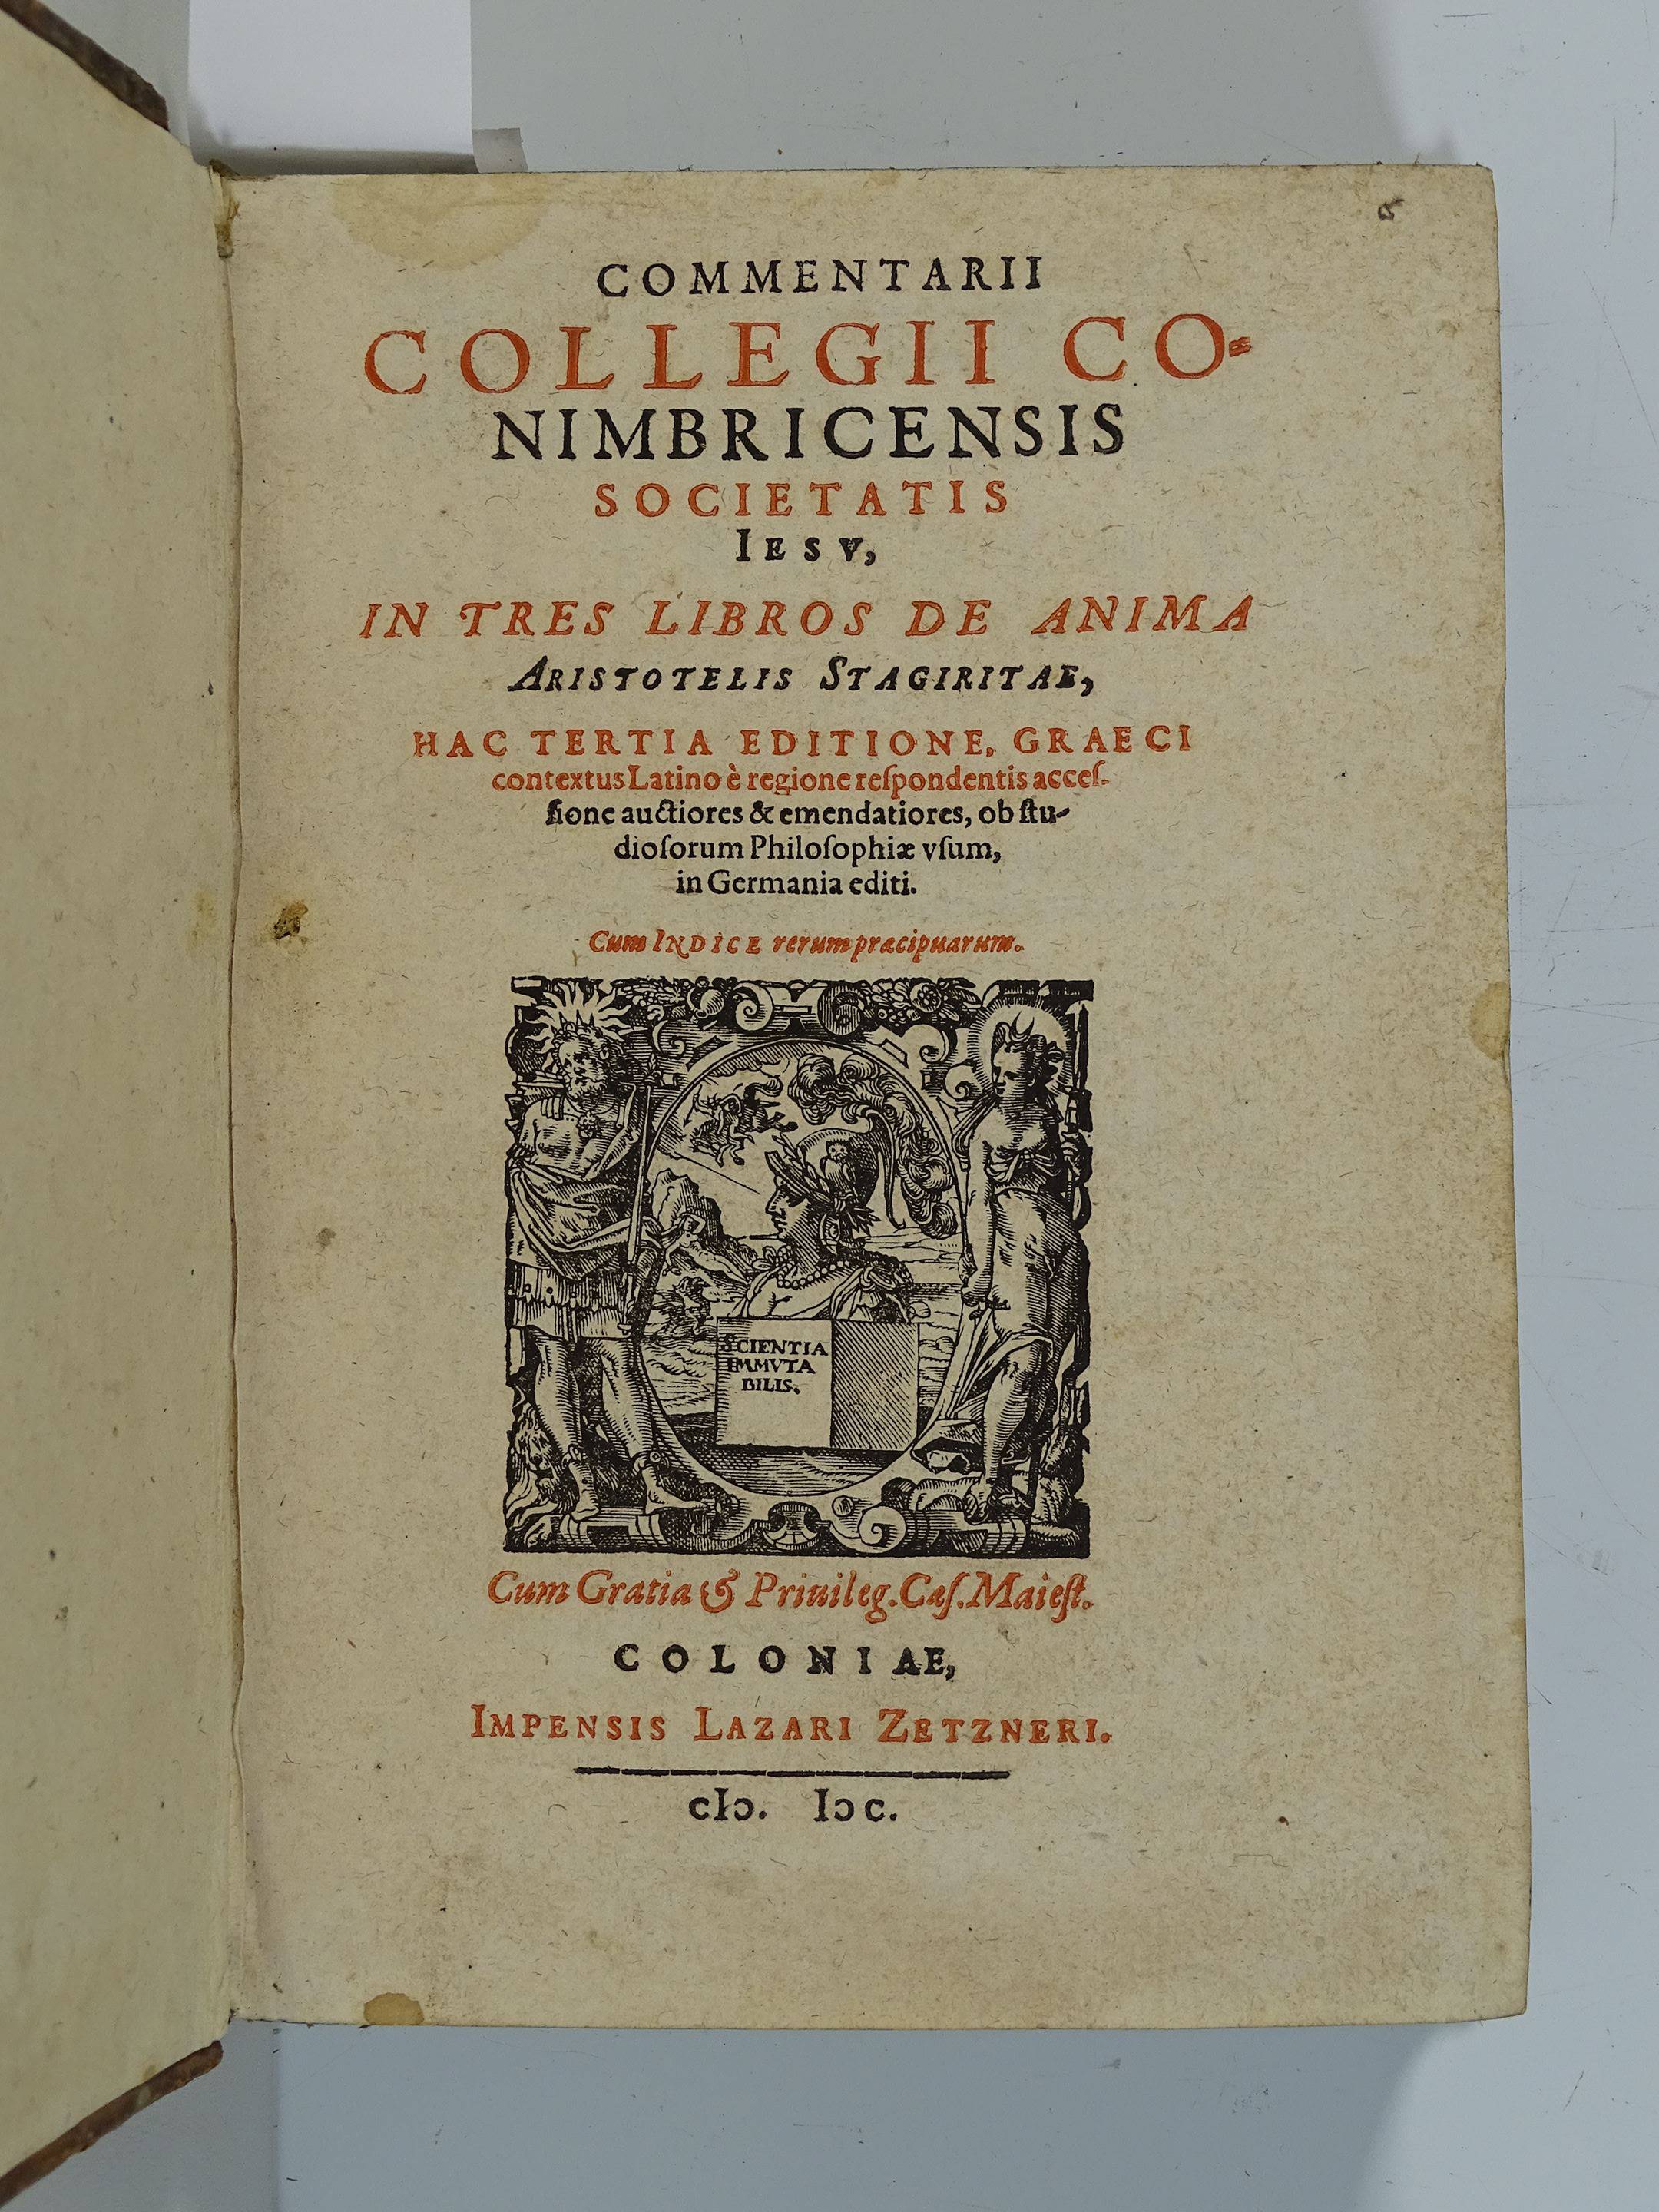 COMMENTARII
COLLEGII CO-
NIMBRICENSIS
SOCIETATIS
IESV,
IN TRES LIBROS DE ANIMA
ARISTOTELIS STAGIRITAE,
HAC TERTIA EDITIONE, GRAECI
contextus Latino è regione reſpondentis acceſ-
ſione auctiores & emendatiores, ob ſtu-
dioſorum Philoſophiæ vſum,
in Germania editi.
Cum INDICE rerum præcipuarum.
SCIENTIA
IMMVTA
BILIS.
Cum Gratia & Priuileg. Cæſ. Maieſt.
COLONIAE,
IMPENSIS LAZARI ZETZNERI.
cIↄ. Iↄc.